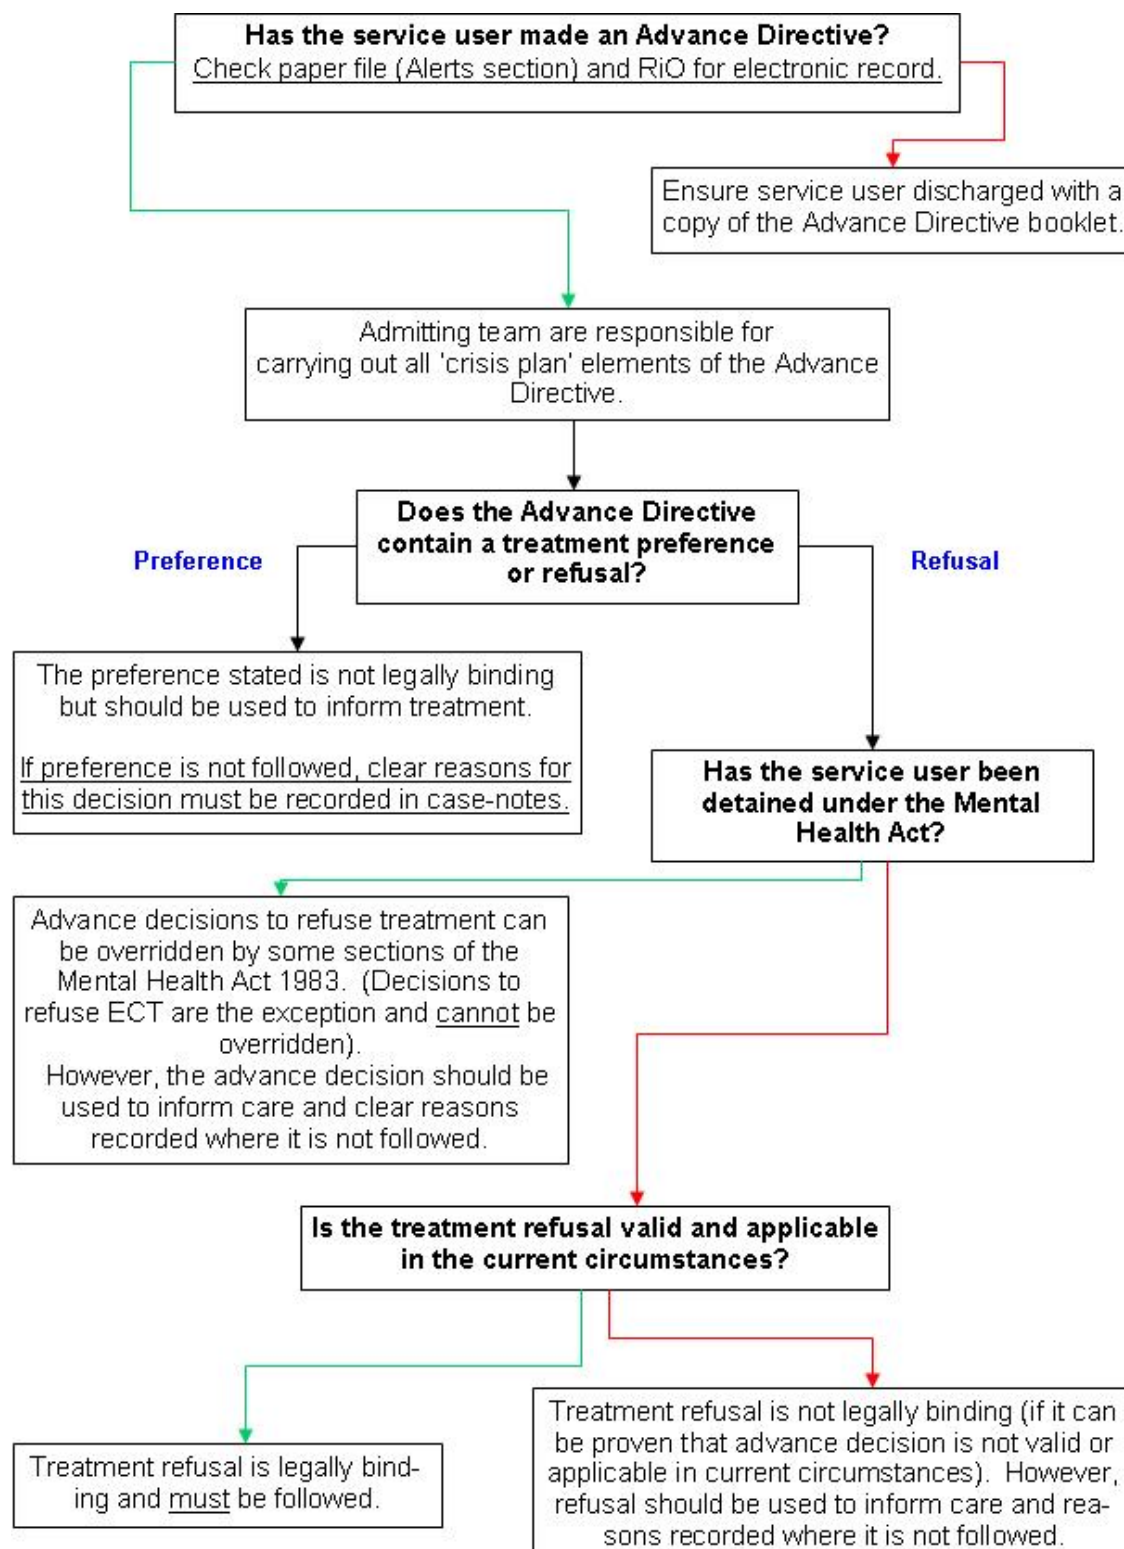 Has the service user made an Advance Directive?
Check paper file (Alerts section) and RiO for electronic record.
Ensure service user discharged with a
copy of the Advance Directive booklet.
Admitting team are responsible for
carrying out all 'crisis plan' elements of the Advance
Directive.
Does the Advance Directive
contain a treatment preference
or refusal?
Preference
Refusal
The preference stated is not legally binding
but should be used to inform treatment.
If preference is not followed, clear reasons for
this decision must be recorded in case-notes.
Has the service user been
detained under the Mental
Health Act?
Advance decisions to refuse treatment can
be overridden by some sections of the
Mental Health Act 1983. (Decisions to
refuse ECT are the exception and cannot be
overridden).
However, the advance decision should be
used to inform care and clear reasons
recorded where it is not followed.
Is the treatment refusal valid and applicable
in the current circumstances?
Treatment refusal is legally bind-
ing and must be followed.
Treatment refusal is not legally binding (if it can
be proven that advance decision is not valid or
applicable in current circumstances). However,
refusal should be used to inform care and rea-
sons recorded where it is not followed.